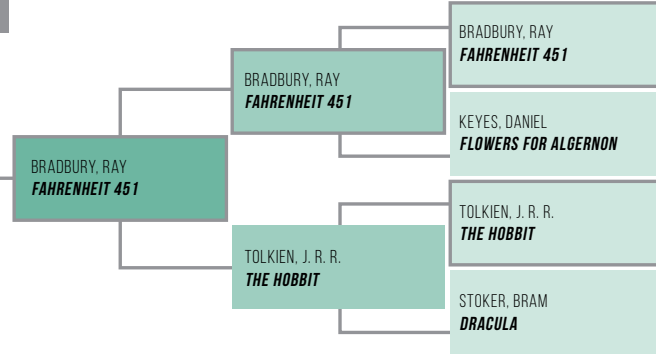 BRADBURY, RAY
FAHRENHEIT 451
KEYES, DANIEL
FLOWERS FOR ALGERNON
TOLKIEN, J. R. R.
THE HOBBIT
STOKER, BRAM
DRACULA
BRADBURY, RAY
FAHRENHEIT 451
TOLKIEN, J. R. R.
THE HOBBIT
BRADBURY, RAY
FAHRENHEIT 451